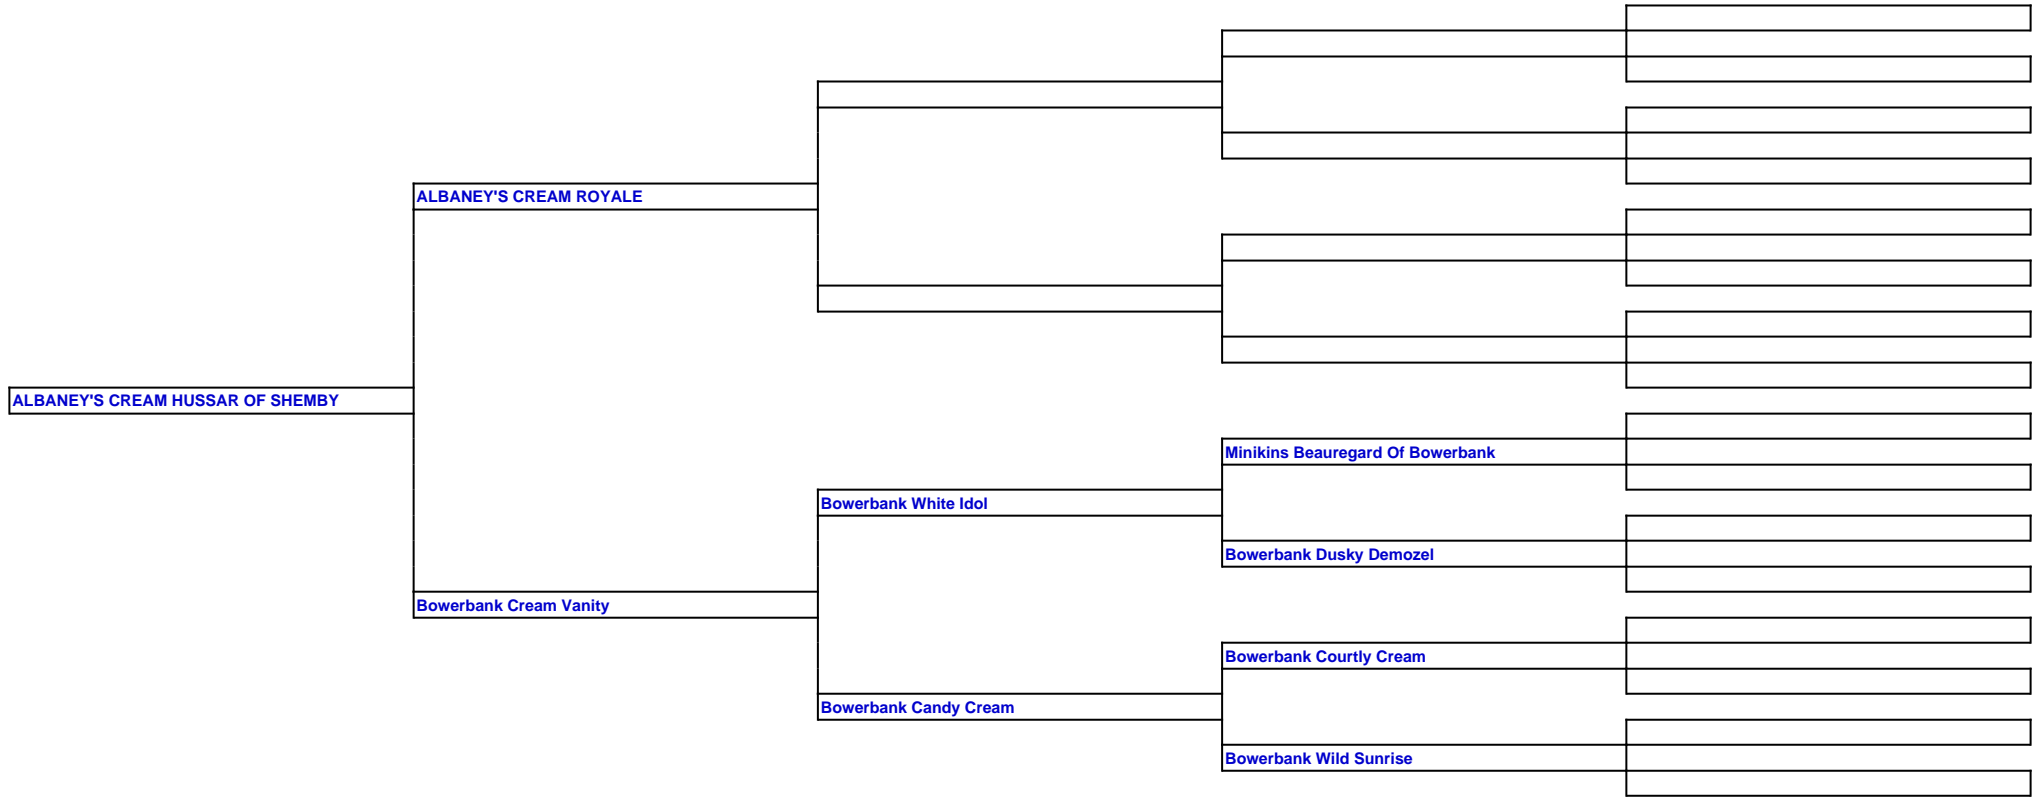 ALBANEY'S CREAM ROYALE
ALBANEY'S CREAM HUSSAR OF SHEMBY
Minikins Beauregard Of Bowerbank
Bowerbank White Idol
Bowerbank Dusky Demozel
Bowerbank Cream Vanity
Bowerbank Courtly Cream
Bowerbank Candy Cream
Bowerbank Wild Sunrise